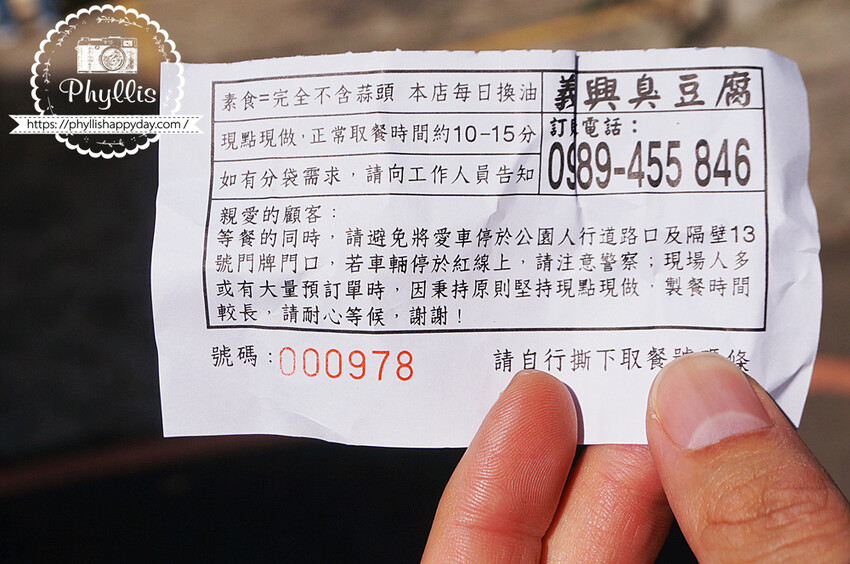 Phyllis
https://phyllishappyday.com/
素食=完全不含蒜頭 本店每日換油
現點現做,正常取餐時間約10-15分
如有分袋需求,請向工作人員告知
義興臭豆腐
訂購電話:
0989-455 846
親愛的顧客:
等餐的同時,請避免將愛車停於公園人行道路口及隔壁13
號門牌門口,若車輛停於紅線上,請注意警察;現場人多
或有大量預訂單時,因秉持原則堅持現點現做,製餐時間
較長,請耐心等候,謝謝!
號碼:000978
請自行撕下取餐號碼條